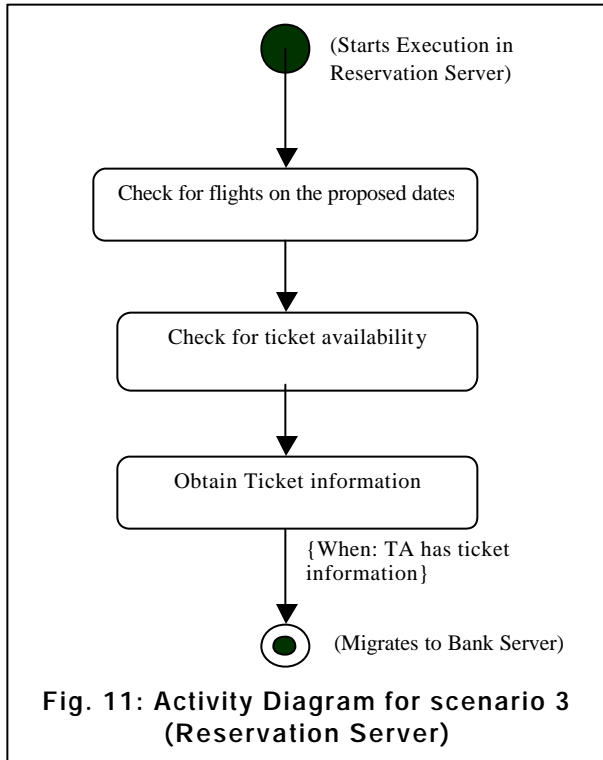 (Starts Execution in
Reservation Server)
Check for flights on the proposed dates
Check for ticket availability
Obtain Ticket information
{When: TA has ticket
information}
(Migrates to Bank Server)
Fig. 11: Activity Diagram for scenario 3
(Reservation Server)